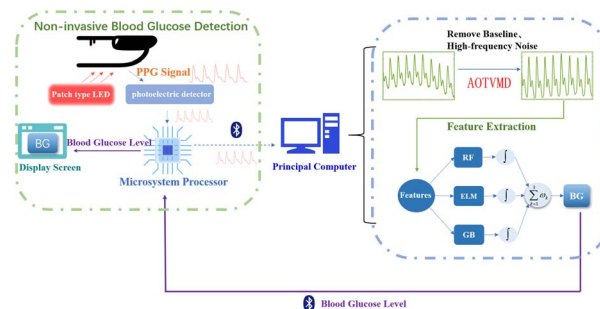 Non-invasive Blood Glucose Detection
PPG Signal
Patch type LED
photoelectric detector
BG
Blood Glucose Level
Display Screen
Microsystem Processor
Principal Computer
Remove Baseline、
High-frequency Noise
AOTVMD
Feature Extraction
Features
RF
∫
ELM
∫
GB
∫
BG
Blood Glucose Level